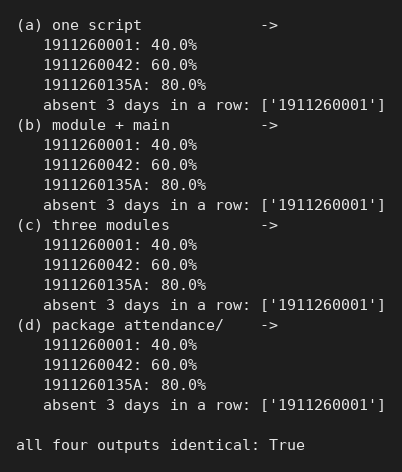 (a) one script             ->
   1911260001: 40.0%
   1911260042: 60.0%
   1911260135A: 80.0%
   absent 3 days in a row: ['1911260001']
(b) module + main          ->
   1911260001: 40.0%
   1911260042: 60.0%
   1911260135A: 80.0%
   absent 3 days in a row: ['1911260001']
(c) three modules          ->
   1911260001: 40.0%
   1911260042: 60.0%
   1911260135A: 80.0%
   absent 3 days in a row: ['1911260001']
(d) package attendance/    ->
   1911260001: 40.0%
   1911260042: 60.0%
   1911260135A: 80.0%
   absent 3 days in a row: ['1911260001']

all four outputs identical: True